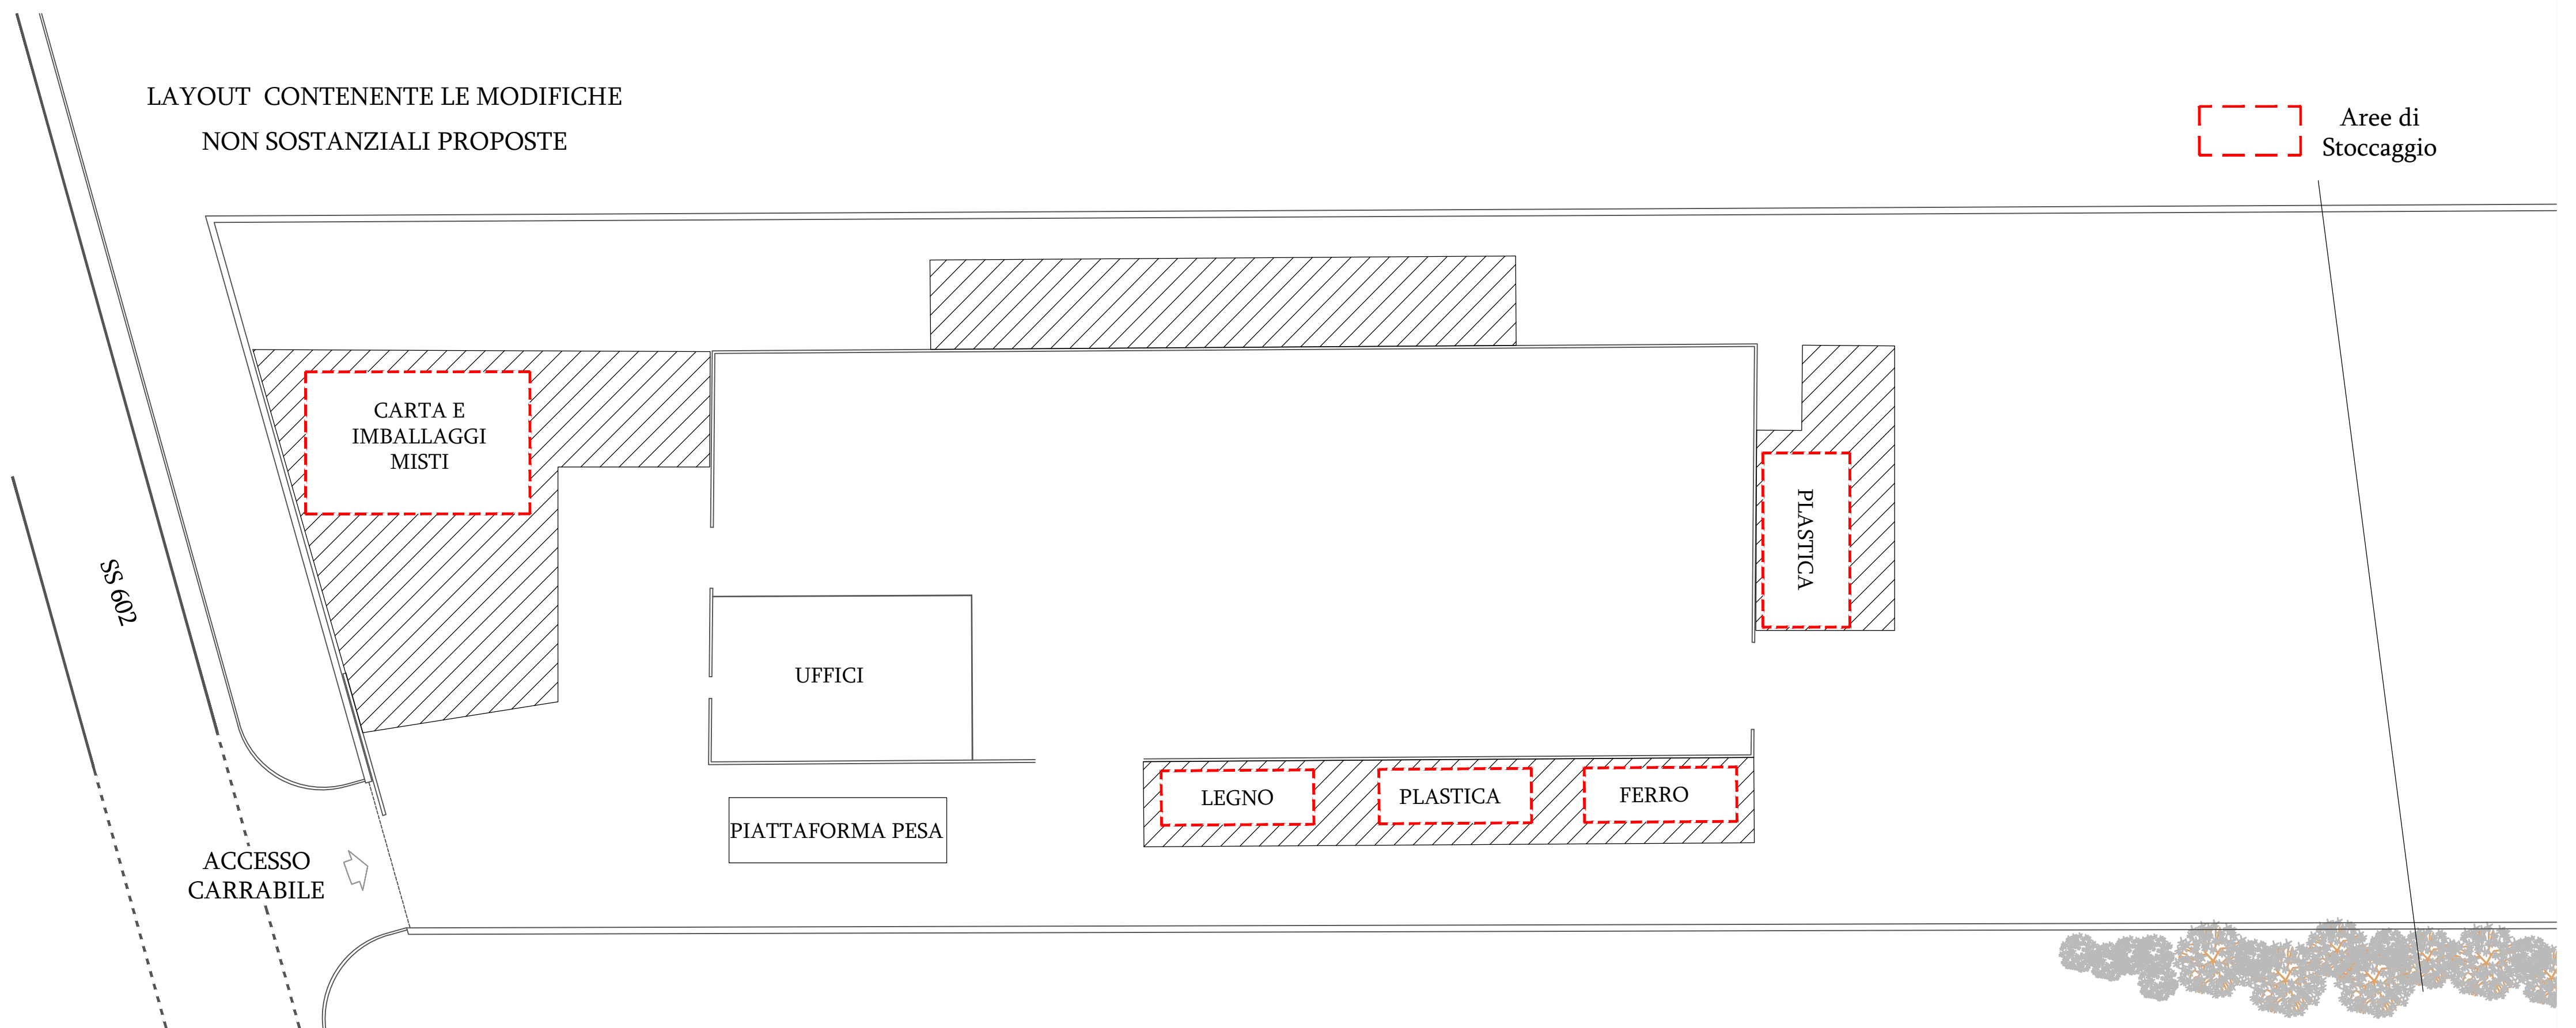 LAYOUT CONTENENTE LE MODIFICHE
NON SOSTANZIALI PROPOSTE
Aree di
Stoccaggio
CARTA E
IMBALLAGGI
MISTI
PLASTICA
SS 602
UFFICI
LEGNO
PLASTICA
FERRO
PIATTAFORMA PESA
ACCESSO
CARRABILE